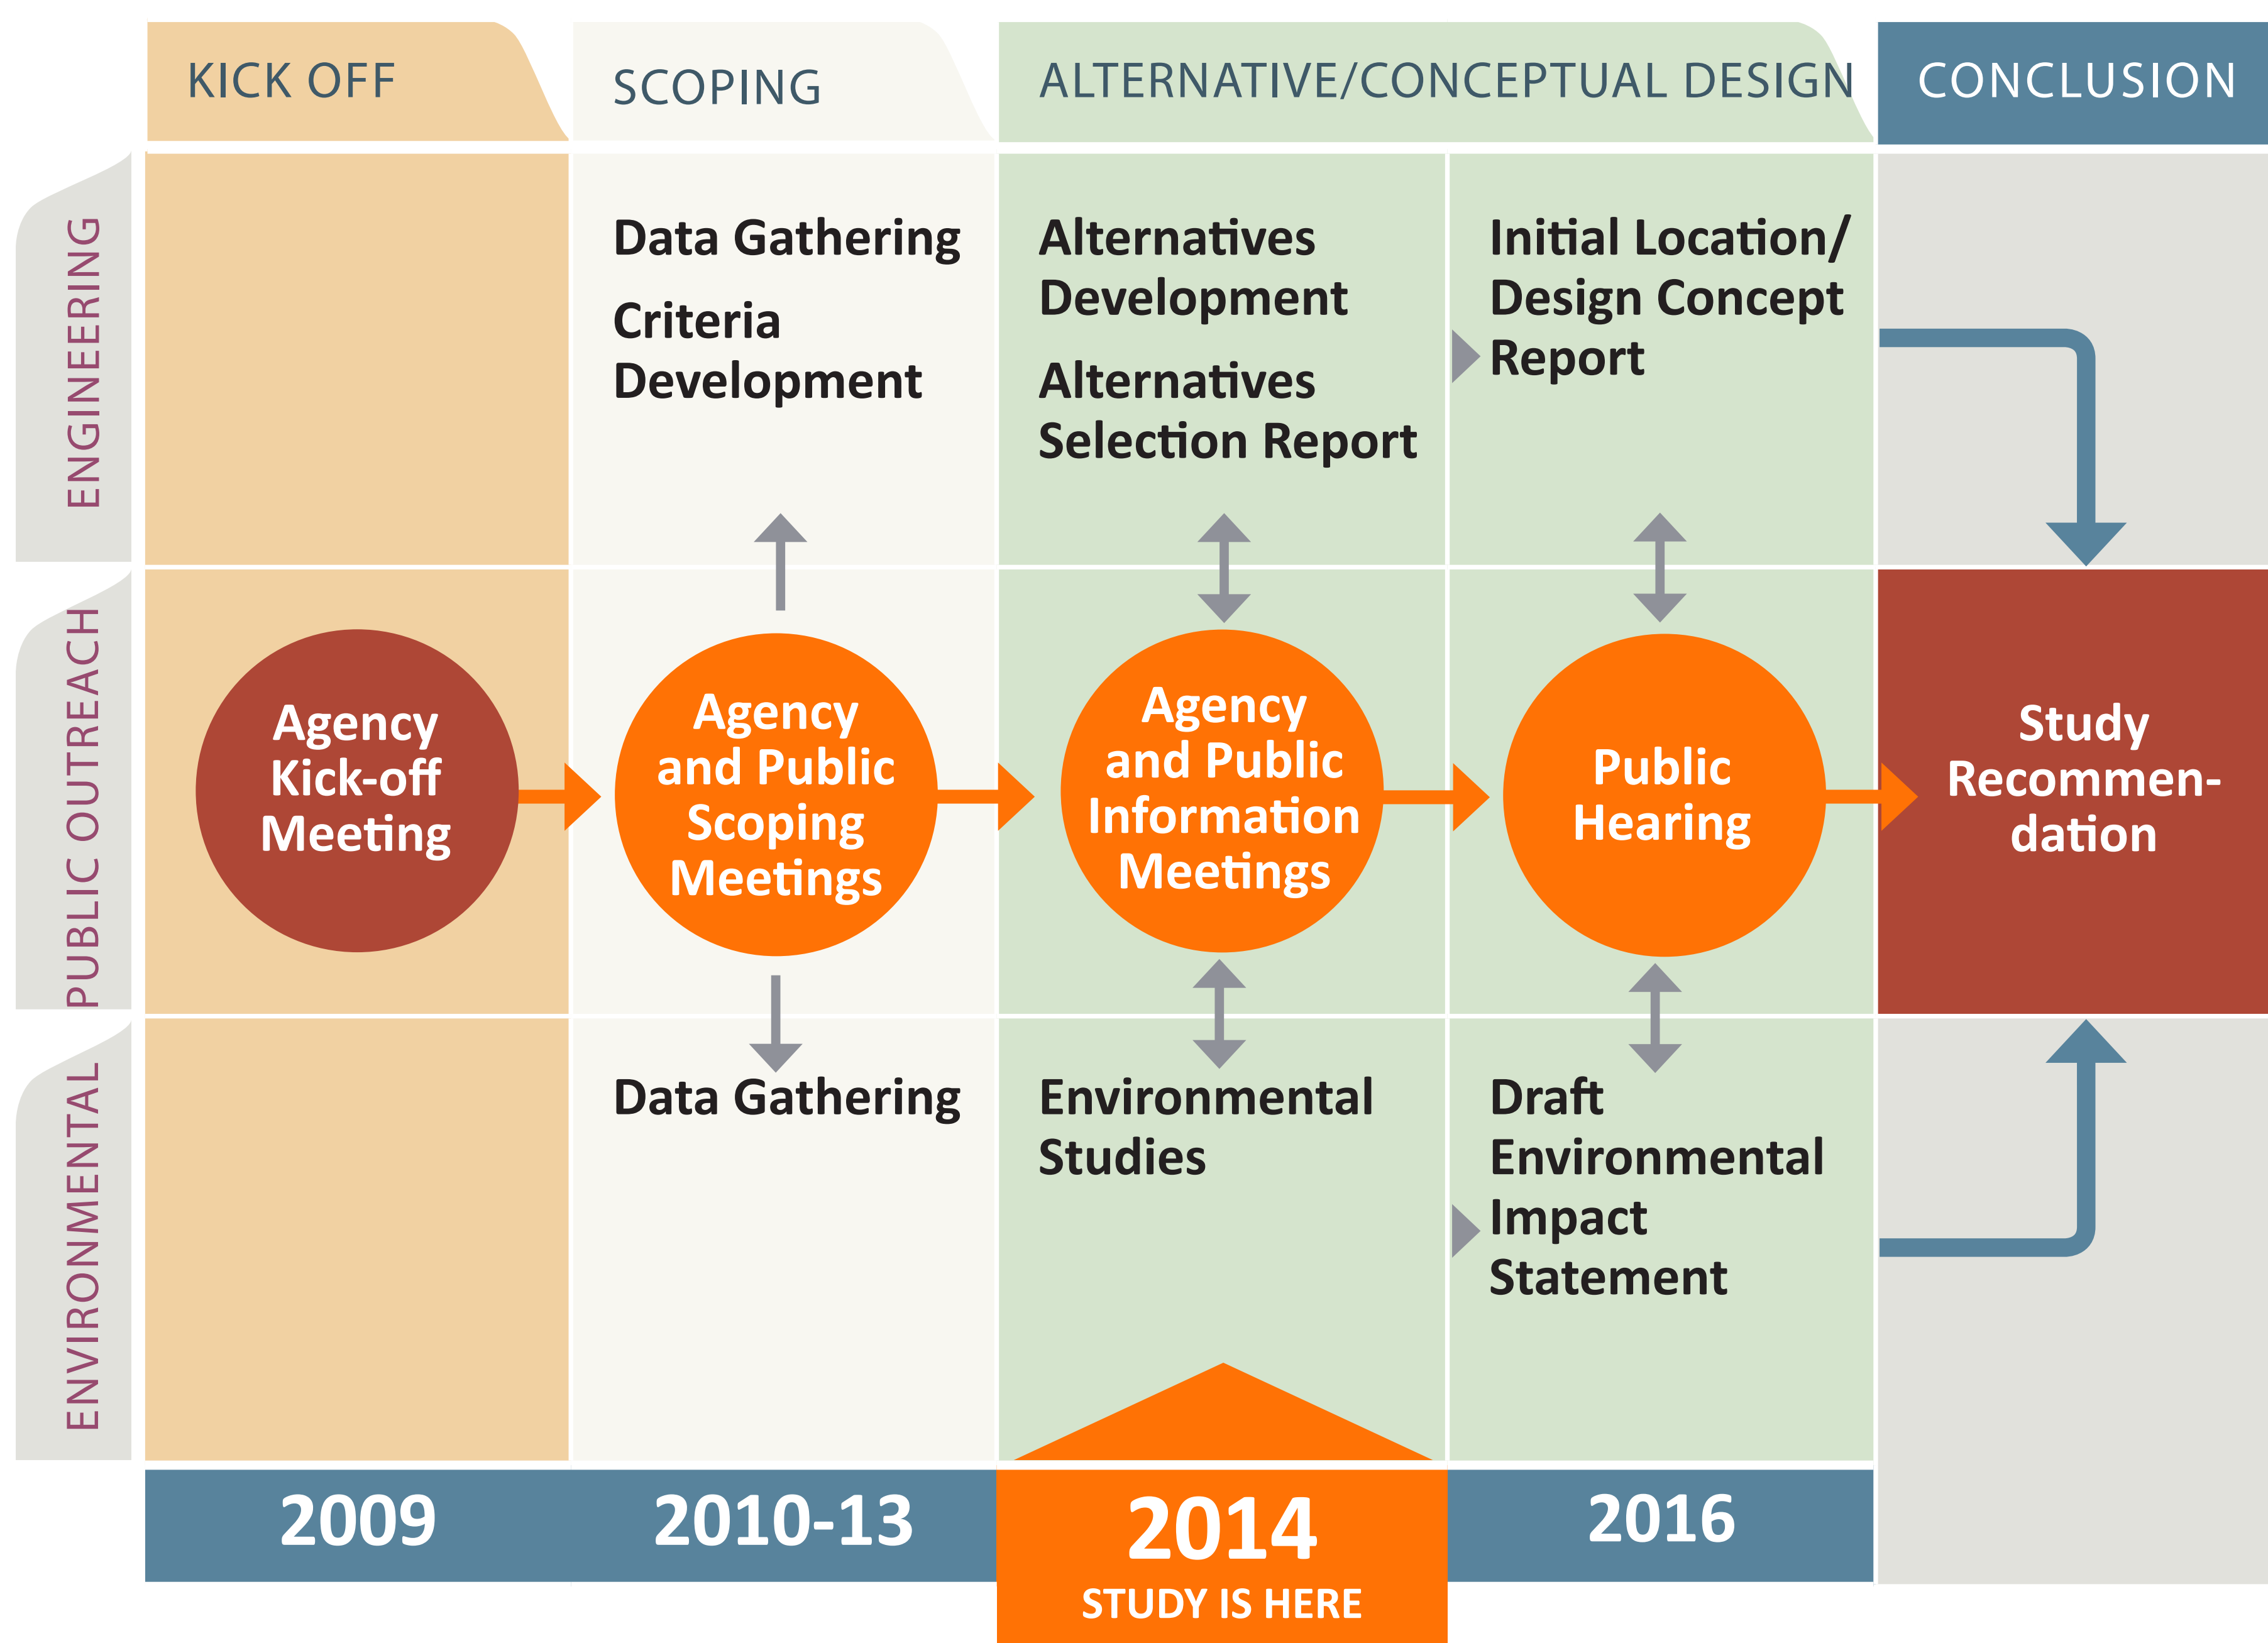 KICK OFF
SCOPING
ALTERNATIVE/CONCEPTUAL DESIGN
CONCLUSION
ENGINEERING
Data Gathering
Criteria
Development
Alternatives
Development
Alternatives
Selection Report
Initial Location/
Design Concept
Report
PUBLIC OUTREACH
Agency
Kick-off
Meeting
Agency
and Public
Scoping
Meetings
Agency
and Public
Information
Meetings
Public
Hearing
Study
Recommen-
dation
ENVIRONMENTAL
Data Gathering
Environmental
Studies
Draft
Environmental
Impact
Statement
2009
2010-13
2014
STUDY IS HERE
2016